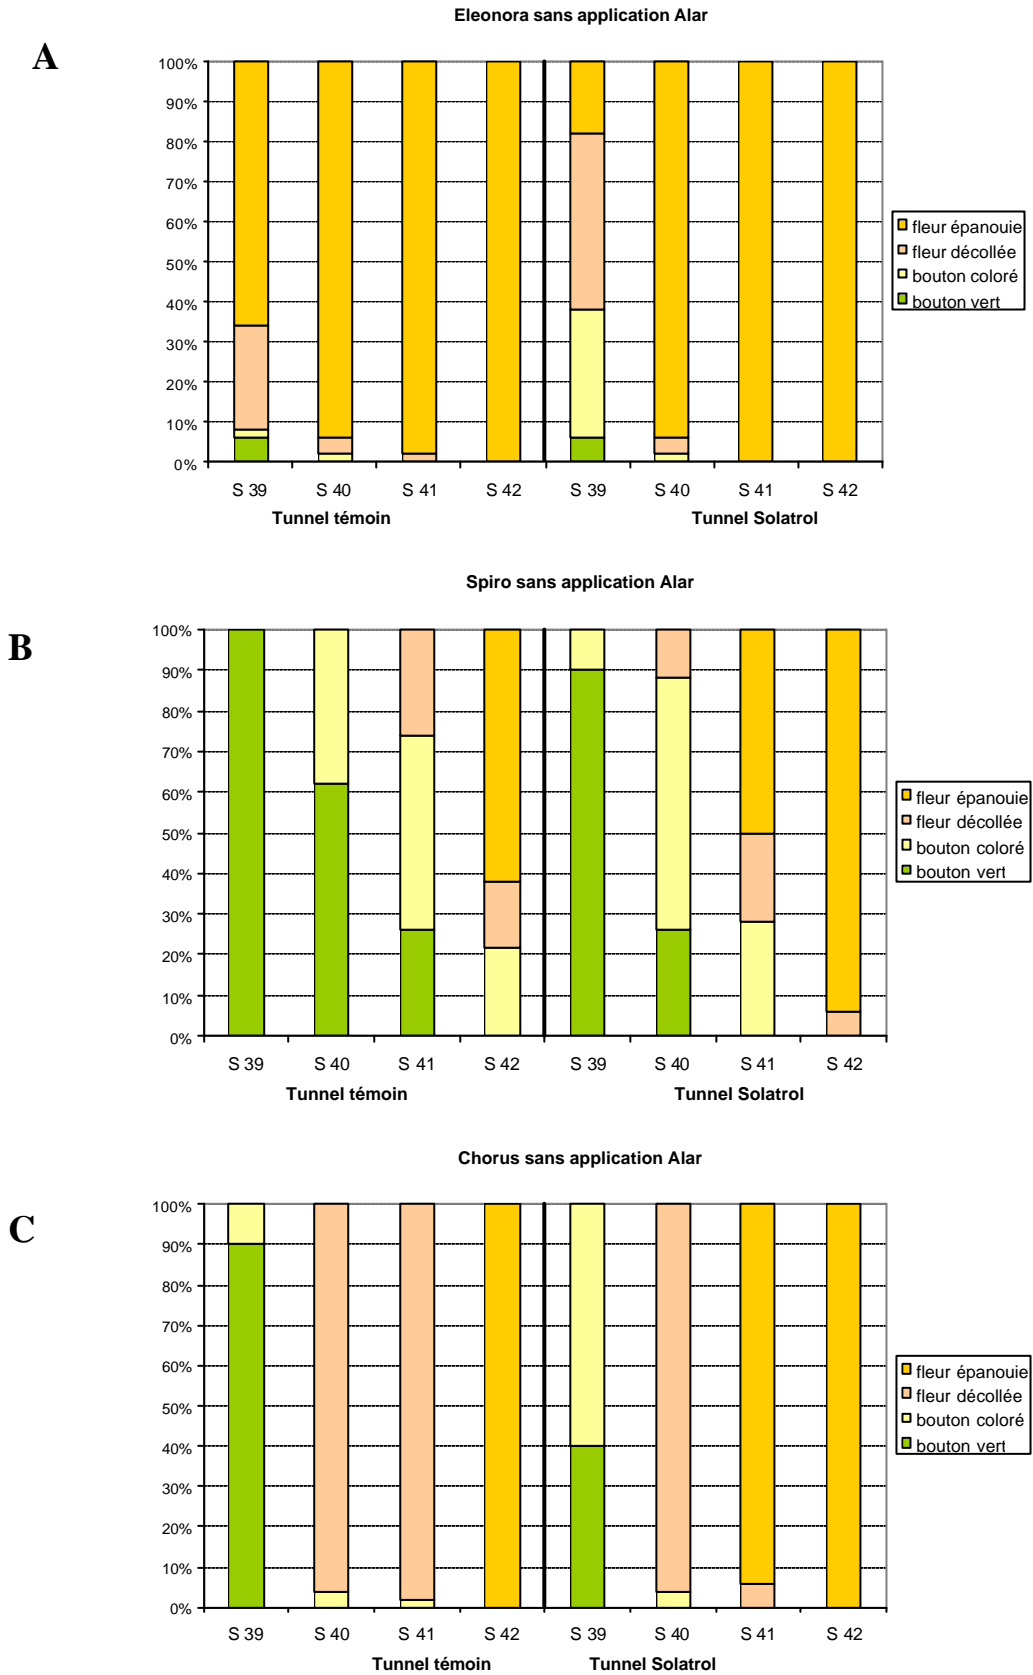 Eleonora sans application Alar
A
100%
90%
80%
70%
60%
50%
40%
30%
20%
10%
0%
S 39 S 40 S 41 S 42 S 39 S 40 S 41 S 42
Tunnel témoin Tunnel Solatrol
fleur épanouie
fleur décollée
bouton coloré
bouton vert
Spiro sans application Alar
B
100%
90%
80%
70%
60%
50%
40%
30%
20%
10%
0%
S 39 S 40 S 41 S 42 S 39 S 40 S 41 S 42
Tunnel témoin Tunnel Solatrol
fleur épanouie
fleur décollée
bouton coloré
bouton vert
Chorus sans application Alar
C
100%
90%
80%
70%
60%
50%
40%
30%
20%
10%
0%
S 39 S 40 S 41 S 42 S 39 S 40 S 41 S 42
Tunnel témoin Tunnel Solatrol
fleur épanouie
fleur décollée
bouton coloré
bouton vert